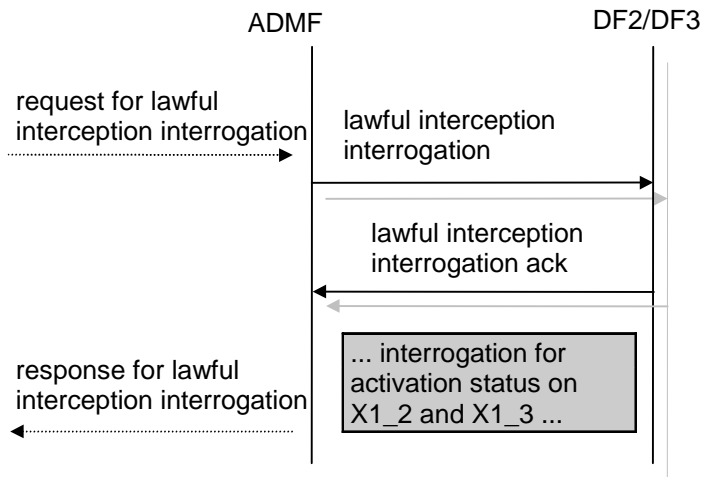 ADMF
DF2/DF3
request for lawful
interception interrogation
lawful interception
interrogation
lawful interception
interrogation ack
... interrogation for
activation status on
X1_2 and X1_3 ...
response for lawful
interception interrogation